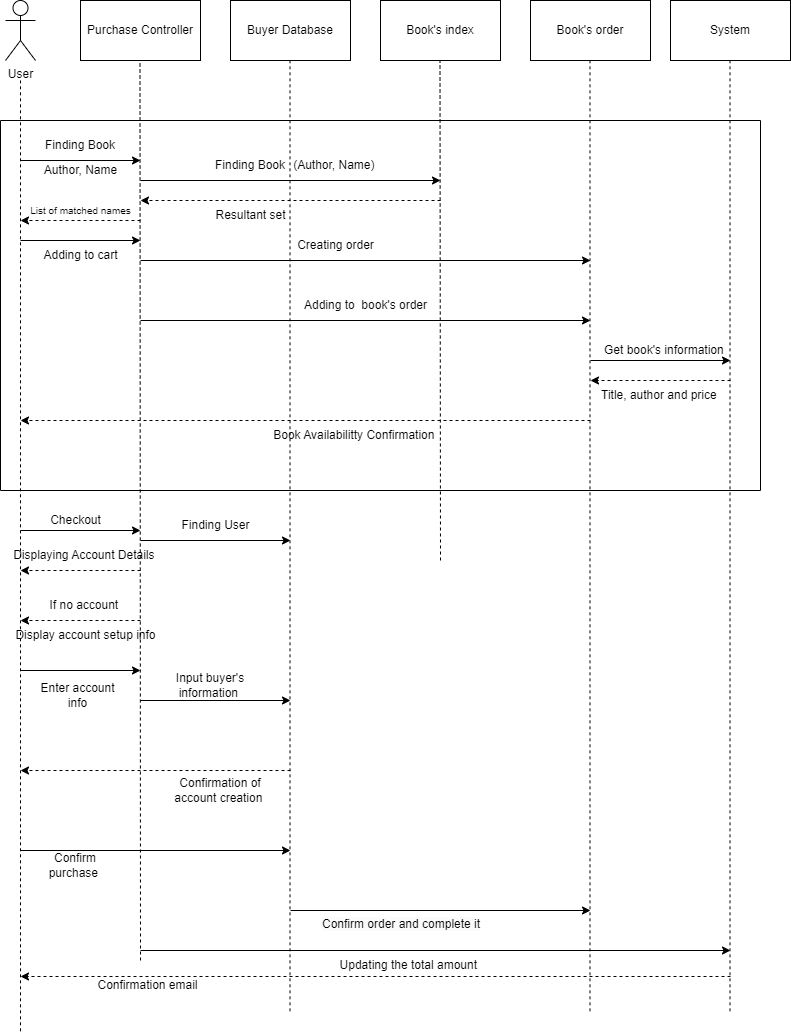 Purchase Controller
Buyer Database
Book's index
Book's order
System
User
Finding Book
Author, Name
Finding Book (Author, Name)
List of matched names
Resultant set
Adding to cart
Creating order
Adding to book's order
Get book's information
Title, author and price
Book Availabilitty Confirmation
Checkout
Finding User
Displaying Account Details
If no account
Display account setup info
Enter account
info
Input buyer's
information
Confirmation of
account creation
Confirm
purchase
Confirm order and complete it
Updating the total amount
Confirmation email